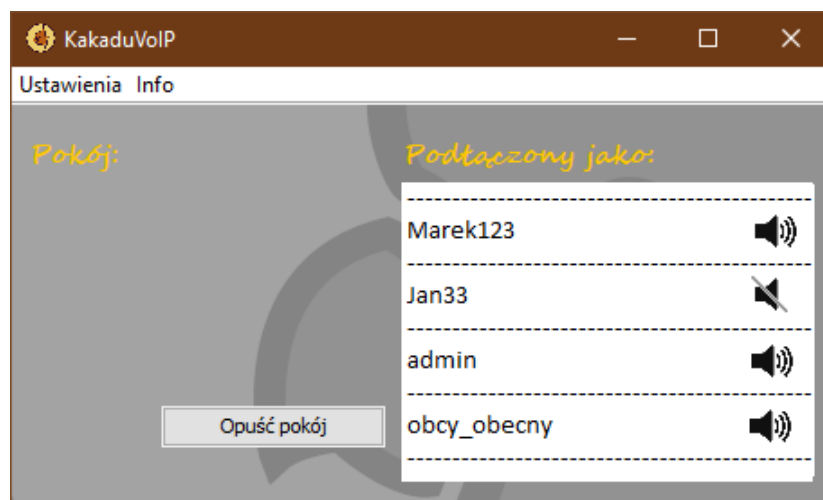 KakaduVoIP
Ustawienia Info
Pokój:
Podłączony jako:
Marek123
Jan33
admin
obcy_obecny
Opuść pokój